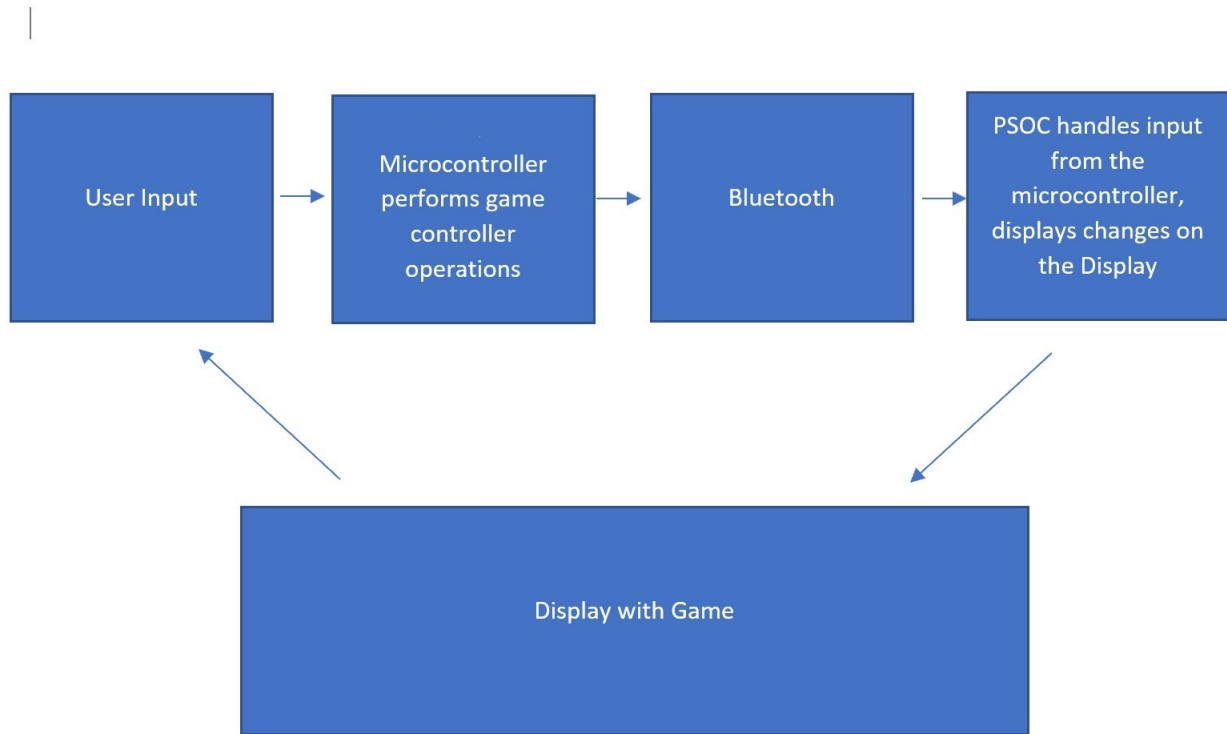 User Input
Microcontroller
performs game
controller
operations
Bluetooth
PSOC handles input
from the
microcontroller,
displays changes on
the Display
Display with Game